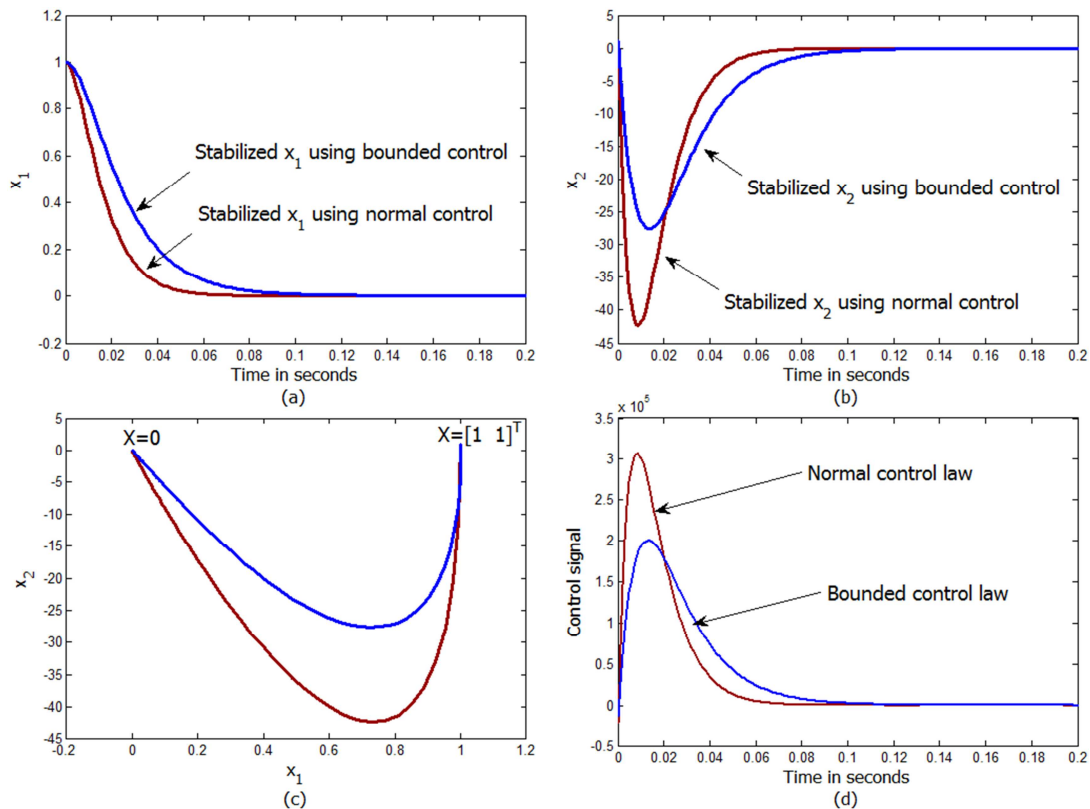 1.2
1
0.8
0.6
0.4
0.2
0
-0.2
x1
Stabilized x1 using bounded control
Stabilized x1 using normal control
0 0.02 0.04 0.06 0.08 0.1 0.12 0.14 0.16 0.18 0.2
Time in seconds
(a)
5
0
-5
-10
-15
-20
-25
-30
-35
-40
-45
x2
Stabilized x2 using bounded control
Stabilized x2 using normal control
0 0.02 0.04 0.06 0.08 0.1 0.12 0.14 0.16 0.18 0.2
Time in seconds
(b)
5
0
-5
-10
-15
-20
-25
-30
-35
-40
-45
x2
X=0
X=[1 1]^T
-0.2 0 0.2 0.4 0.6 0.8 1 1.2
x1
(c)
x 10^5
3.5
3
2.5
2
1.5
1
0.5
0
-0.5
Control signal
Normal control law
Bounded control law
0 0.02 0.04 0.06 0.08 0.1 0.12 0.14 0.16 0.18 0.2
Time in seconds
(d)